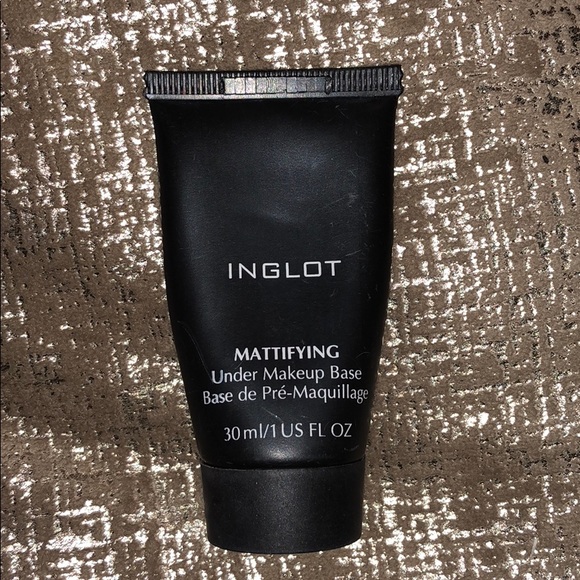 INGLOT
MATTIFYING
Under Makeup Base
Base de Pré-Maquillage
30 ml/1 US FL OZ